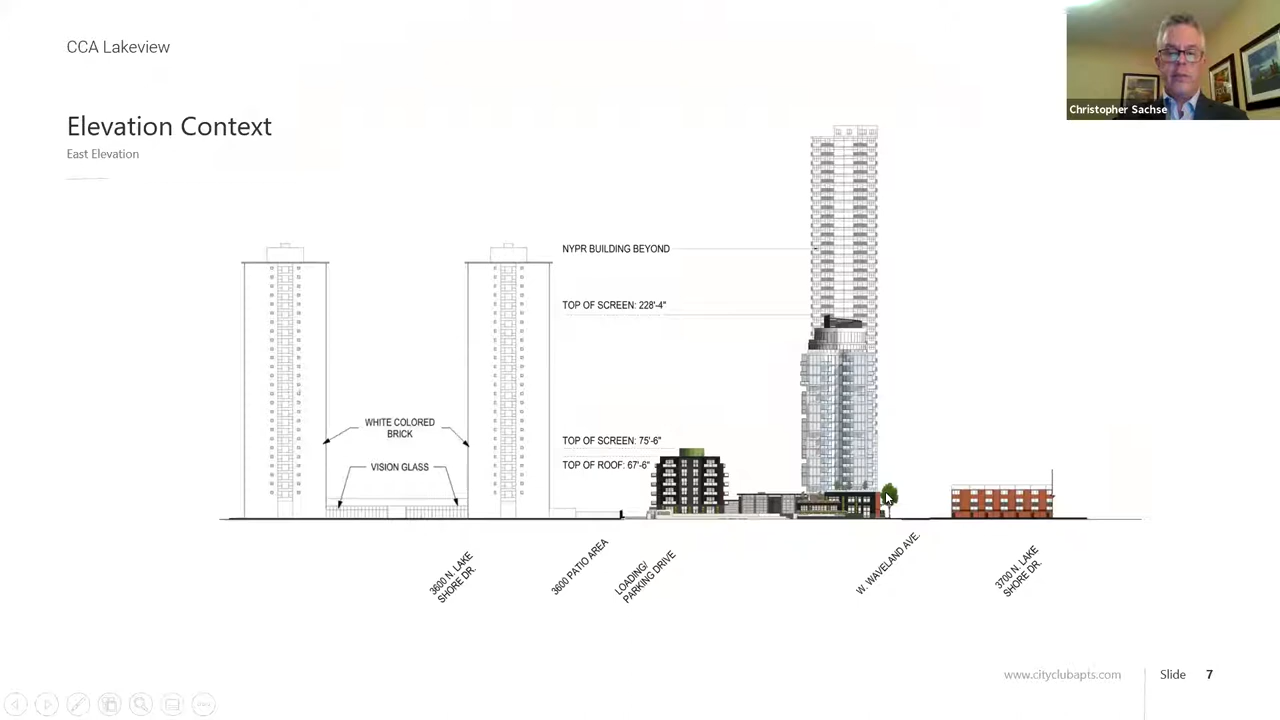 CCA Lakeview
Christopher Sachse
Elevation Context
East Elevation
NYPR BUILDING BEYOND
TOP OF SCREEN: 228'-4"
WHITE COLORED
BRICK
TOP OF SCREEN: 75'-6"
VISION GLASS
TOP OF ROOF: 67'-6"
3600 N. LAKE
SHORE DR.
3600 PATIO AREA
LOADING/
PARKING DRIVE
W. WAVELAND AVE.
3700 N. LAKE
SHORE DR.
www.cityclubapts.com
Slide 7